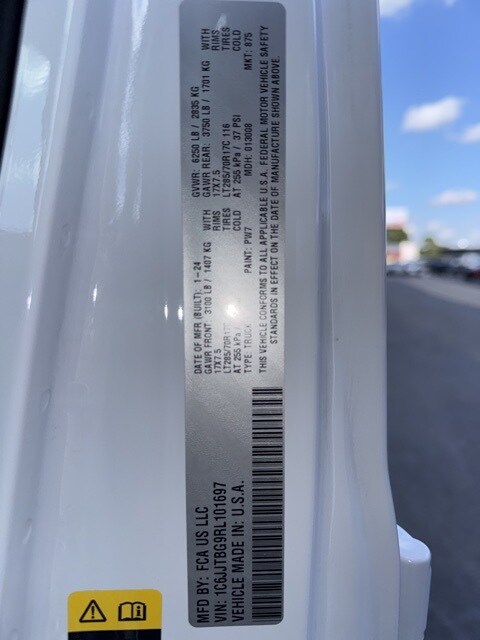 MFD BY: FCA US LLC
DATE OF MFR (BUILT): 1-24 GVWR: 6250 LB / 2835 KG
GAWR FRONT: 3100 LB / 1407 KG WITH GAWR REAR: 3750 LB / 1701 KG WITH
17X7.5 RIMS 17X7.5 RIMS
LT285/70R17C TIRES LT285/70R17C 116 TIRES
AT 255 kPa / COLD AT 255 kPa / 37 PSI COLD
TYPE: TRUCK PAINT: PW7 MDH: 013008 MKT: 875
THIS VEHICLE CONFORMS TO ALL APPLICABLE U.S.A. FEDERAL MOTOR VEHICLE SAFETY
STANDARDS IN EFFECT ON THE DATE OF MANUFACTURE SHOWN ABOVE.
VIN: 1C6JJTBG9RL101697
VEHICLE MADE IN: U.S.A.